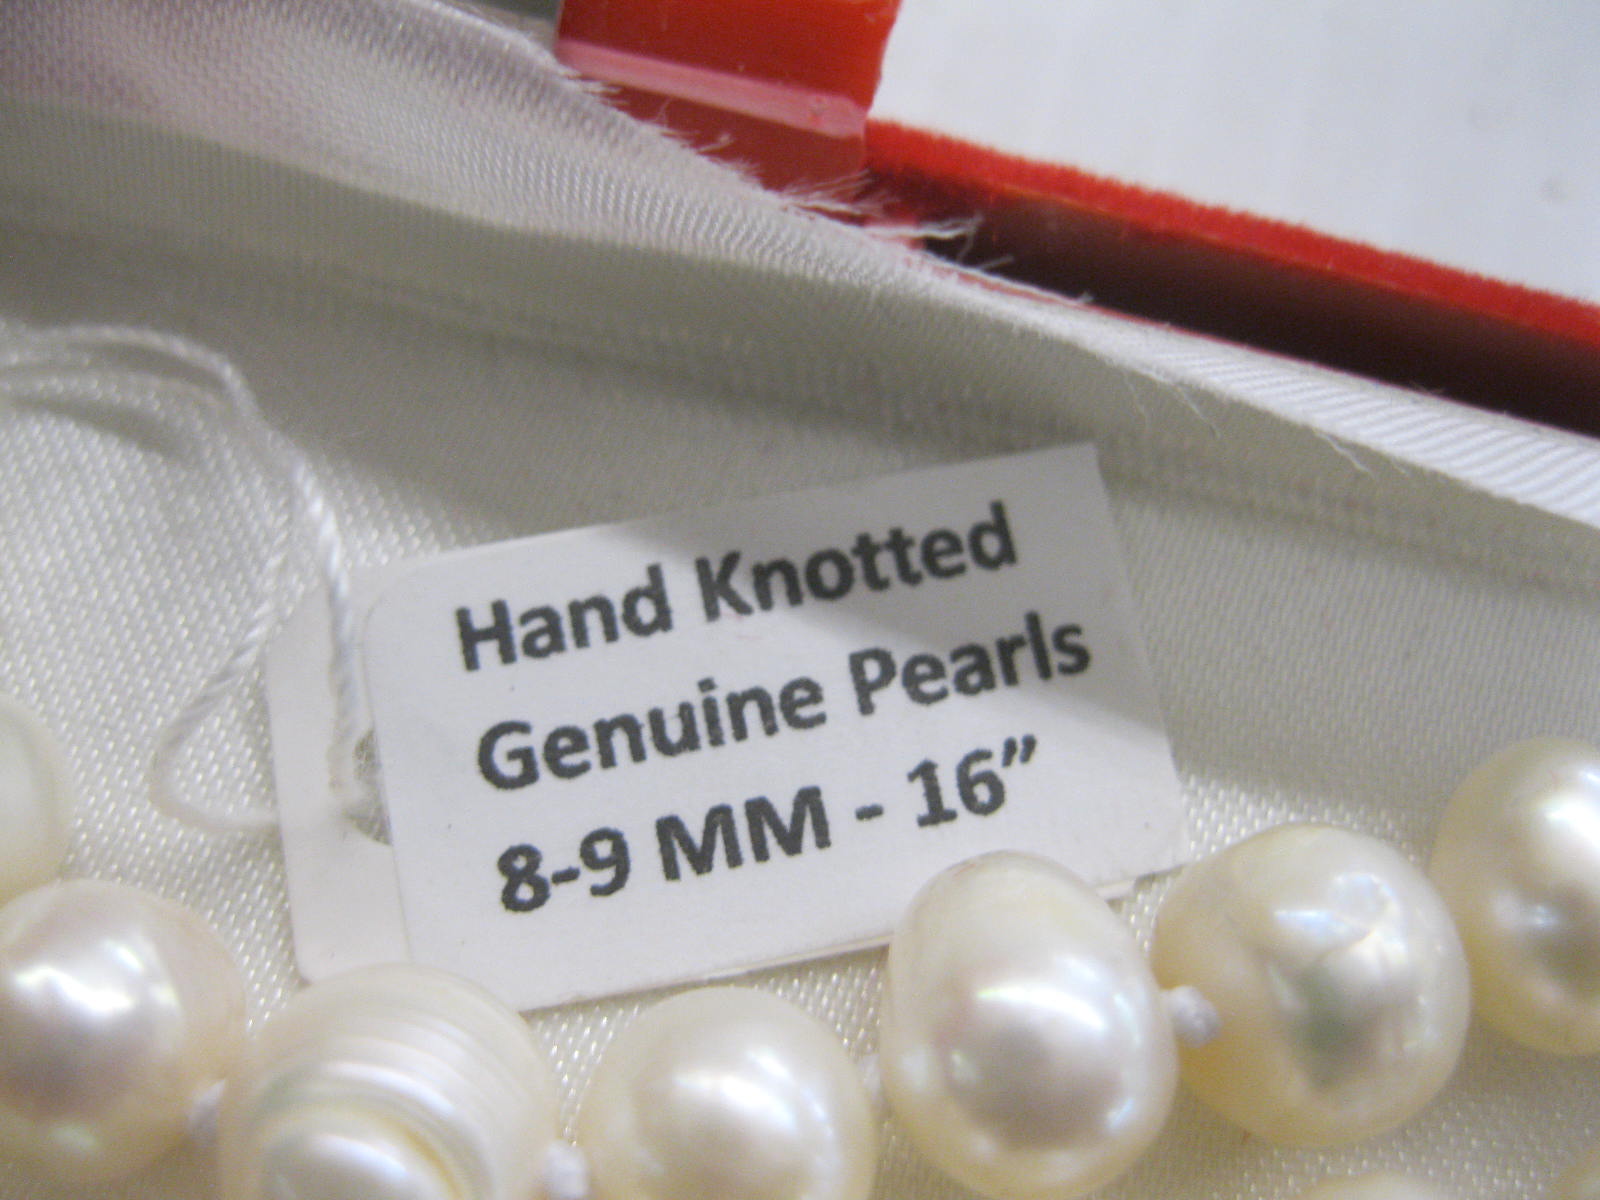 Hand Knotted
Genuine Pearls
8-9 MM - 16”